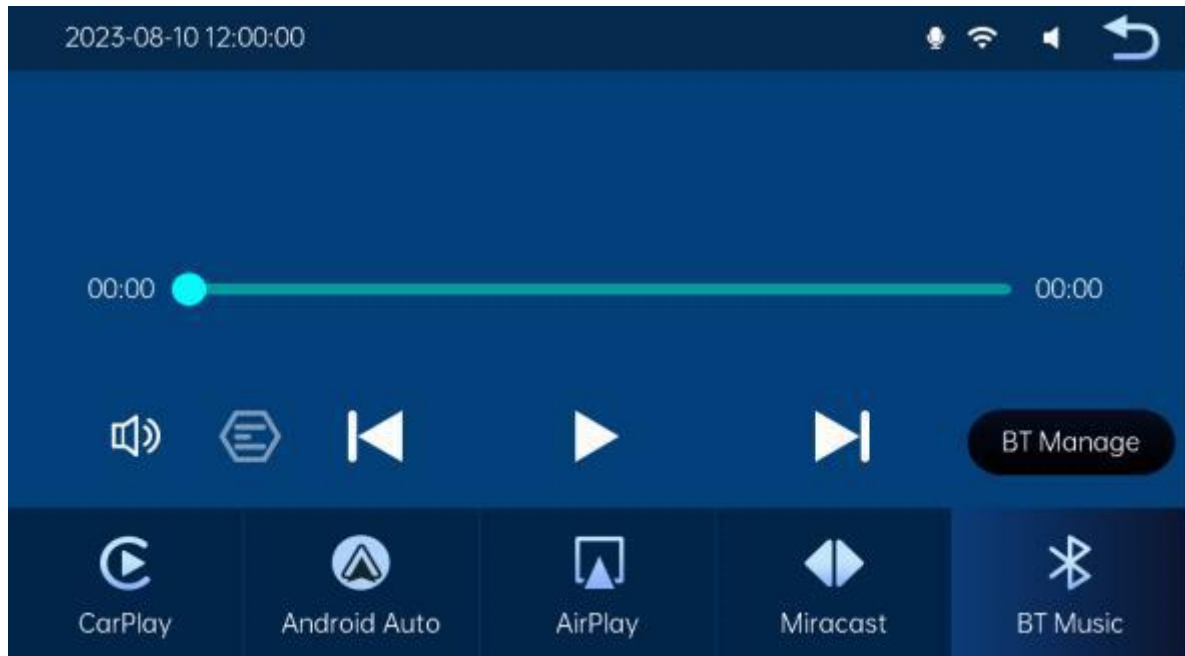 2023-08-10 12:00:00
00:00 00:00
BT Manage
CarPlay Android Auto AirPlay Miracast BT Music